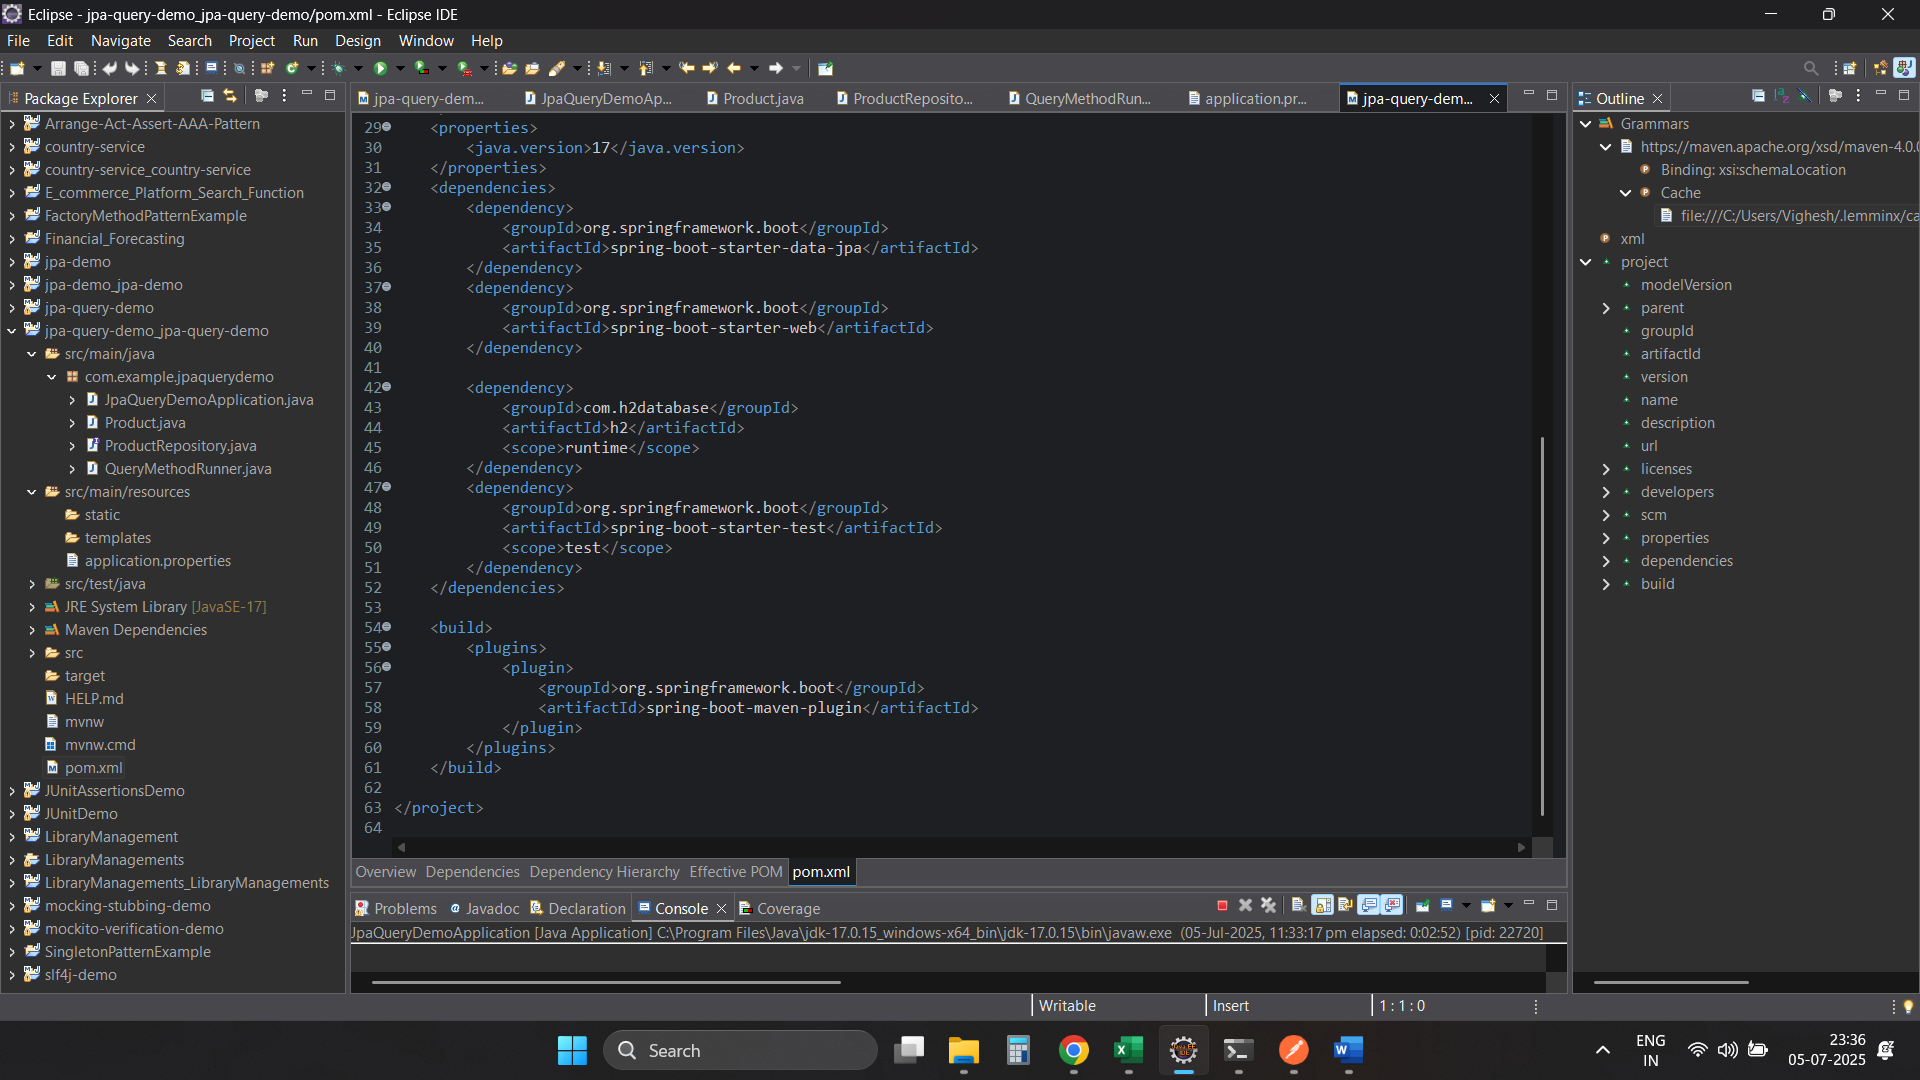 Eclipse - jpa-query-demo_jpa-query-demo/pom.xml - Eclipse IDE
File Edit Navigate Search Project Run Design Window Help
Package Explorer
Arrange-Act-Assert-AAA-Pattern
country-service
country-service_country-service
E_commerce_Platform_Search_Function
FactoryMethodPatternExample
Financial_Forecasting
jpa-demo
jpa-demo_jpa-demo
jpa-query-demo
jpa-query-demo_jpa-query-demo
src/main/java
com.example.jpaquerydemo
JpaQueryDemoApplication.java
Product.java
ProductRepository.java
QueryMethodRunner.java
src/main/resources
static
templates
application.properties
src/test/java
JRE System Library [JavaSE-17]
Maven Dependencies
src
target
HELP.md
mvnw
mvnw.cmd
pom.xml
JUnitAssertionsDemo
JUnitDemo
LibraryManagement
LibraryManagements
LibraryManagements_LibraryManagements
mocking-stubbing-demo
mockito-verification-demo
SingletonPatternExample
slf4j-demo
jpa-query-dem... JpaQueryDemoAp... Product.java ProductReposito... QueryMethodRun... application.pr... jpa-query-dem...
29 <properties>
30 <java.version>17</java.version>
31 </properties>
32 <dependencies>
33 <dependency>
34 <groupId>org.springframework.boot</groupId>
35 <artifactId>spring-boot-starter-data-jpa</artifactId>
36 </dependency>
37 <dependency>
38 <groupId>org.springframework.boot</groupId>
39 <artifactId>spring-boot-starter-web</artifactId>
40 </dependency>
41
42 <dependency>
43 <groupId>com.h2database</groupId>
44 <artifactId>h2</artifactId>
45 <scope>runtime</scope>
46 </dependency>
47 <dependency>
48 <groupId>org.springframework.boot</groupId>
49 <artifactId>spring-boot-starter-test</artifactId>
50 <scope>test</scope>
51 </dependency>
52 </dependencies>
53
54 <build>
55 <plugins>
56 <plugin>
57 <groupId>org.springframework.boot</groupId>
58 <artifactId>spring-boot-maven-plugin</artifactId>
59 </plugin>
60 </plugins>
61 </build>
62
63 </project>
64
Overview Dependencies Dependency Hierarchy Effective POM pom.xml
Problems Javadoc Declaration Console Coverage
JpaQueryDemoApplication [Java Application] C:\Program Files\Java\jdk-17.0.15_windows-x64_bin\jdk-17.0.15\bin\javaw.exe (05-Jul-2025, 11:33:17 pm elapsed: 0:02:52) [pid: 22720]
Outline
Grammars
https://maven.apache.org/xsd/maven-4.0.0
Binding: xsi:schemaLocation
Cache
file:///C:/Users/Vighesh/.lemminx/ca
xml
project
modelVersion
parent
groupId
artifactId
version
name
description
url
licenses
developers
scm
properties
dependencies
build
Writable Insert 1 : 1 : 0
Search
ENG
IN
23:36
05-07-2025